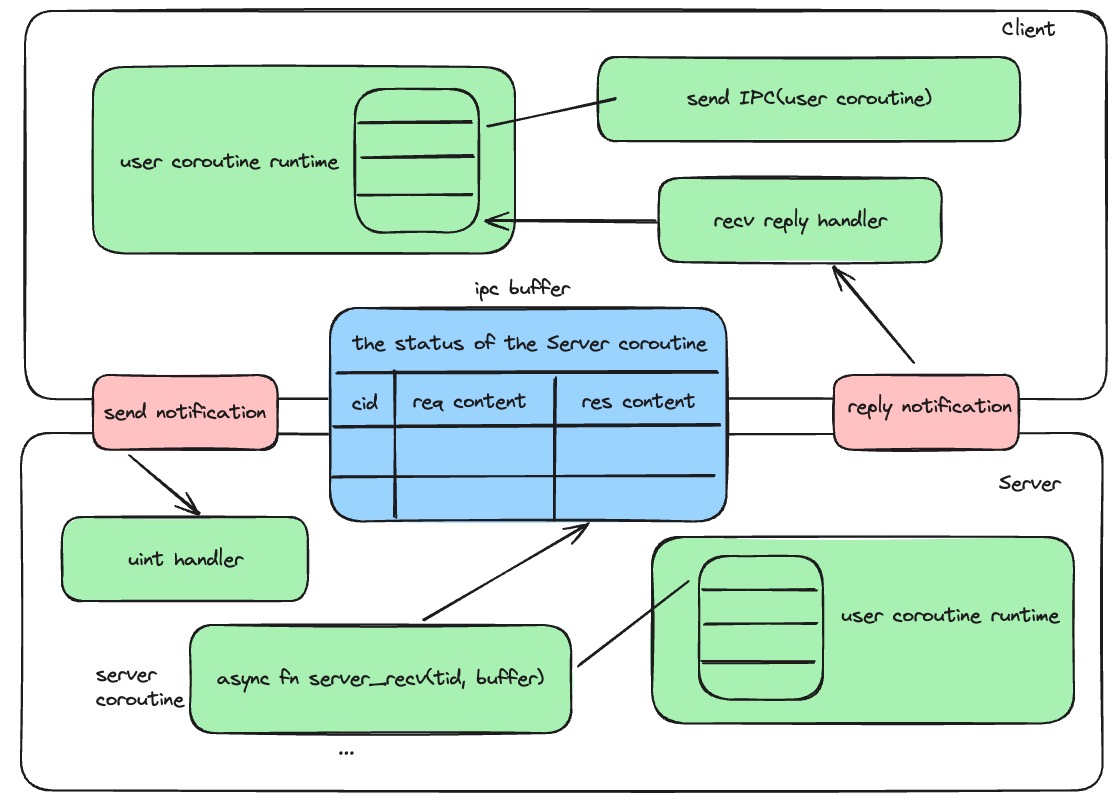 Client
send IPC(user coroutine)
user coroutine runtime
recv reply handler
ipc buffer
the status of the Server coroutine
cid
req content
res content
send notification
reply notification
Server
uint handler
user coroutine runtime
server
coroutine
async fn server_recv(tid, buffer)
...